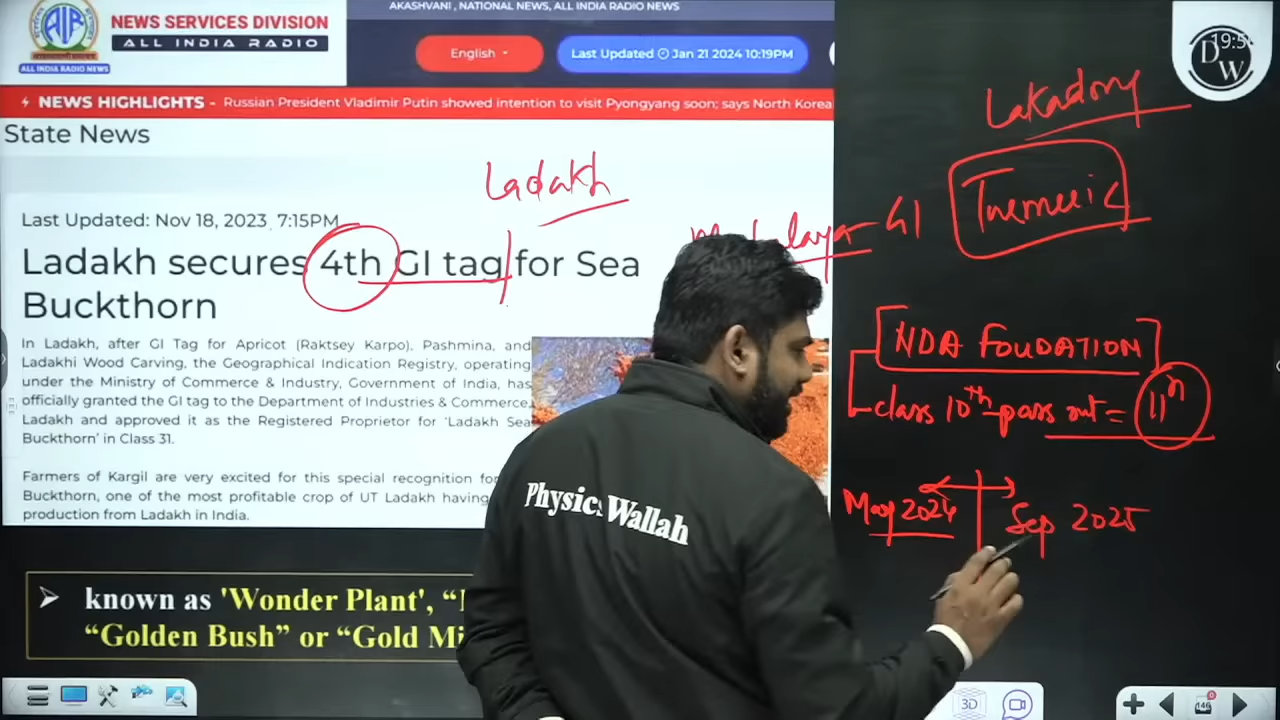 AKASHVANI , NATIONAL NEWS, ALL INDIA RADIO NEWS
AIR
ALL INDIA RADIO NEWS
NEWS SERVICES DIVISION
ALL INDIA RADIO
English
Last Updated Jan 21 2024 10:19PM
NEWS HIGHLIGHTS - Russian President Vladimir Putin showed intention to visit Pyongyang soon; says North Korea
State News
Last Updated: Nov 18, 2023 7:15PM
Ladakh secures 4th GI tag for Sea
Buckthorn
In Ladakh, after GI Tag for Apricot (Raktsey Karpo), Pashmina, and
Ladakhi Wood Carving, the Geographical Indication Registry, operating
under the Ministry of Commerce & Industry, Government of India, has
officially granted the GI tag to the Department of Industries & Commerce,
Ladakh and approved it as the Registered Proprietor for 'Ladakh Sea
Buckthorn' in Class 31.
Farmers of Kargil are very excited for this special recognition for
Buckthorn, one of the most profitable crop of UT Ladakh having
production from Ladakh in India.
known as 'Wonder Plant', “
“Golden Bush” or “Gold Mi
Ladakh
Lakadong
GI
Turmeric
NDA FOUDATION
class 10th pass out = 11th
May 2024
Sep 2025
Physics Wallah
DW
19:5
3D
146